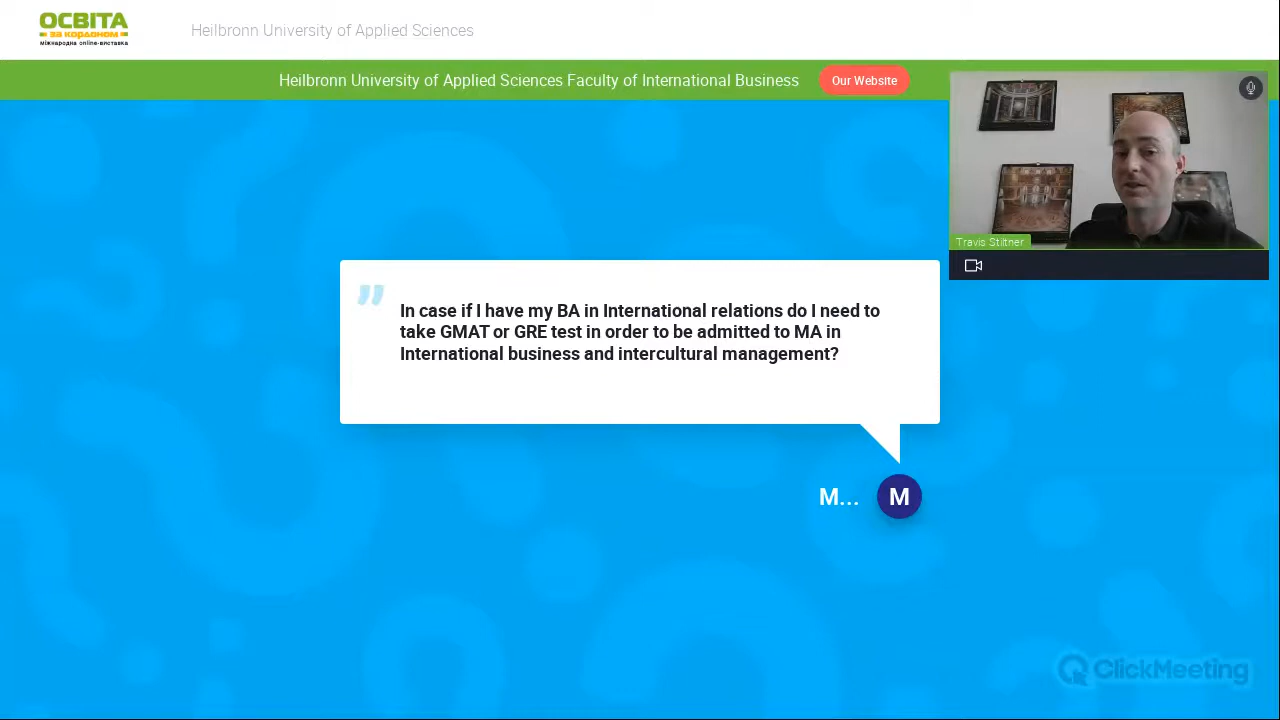 ОСВІТА
за кордоном
міжнародна online-виставка
Heilbronn University of Applied Sciences
Heilbronn University of Applied Sciences Faculty of International Business
Our Website
Travis Stiltner
In case if I have my BA in International relations do I need to
take GMAT or GRE test in order to be admitted to MA in
International business and intercultural management?
M...
M
ClickMeeting